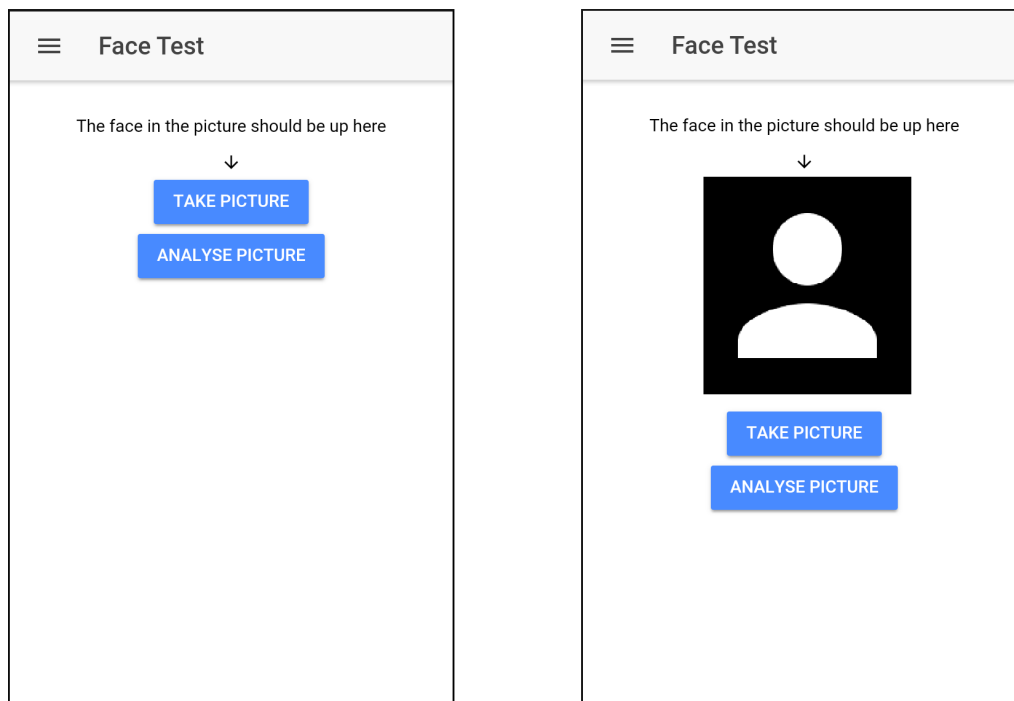 Face Test
The face in the picture should be up here
↓
TAKE PICTURE
ANALYSE PICTURE
Face Test
The face in the picture should be up here
↓
TAKE PICTURE
ANALYSE PICTURE